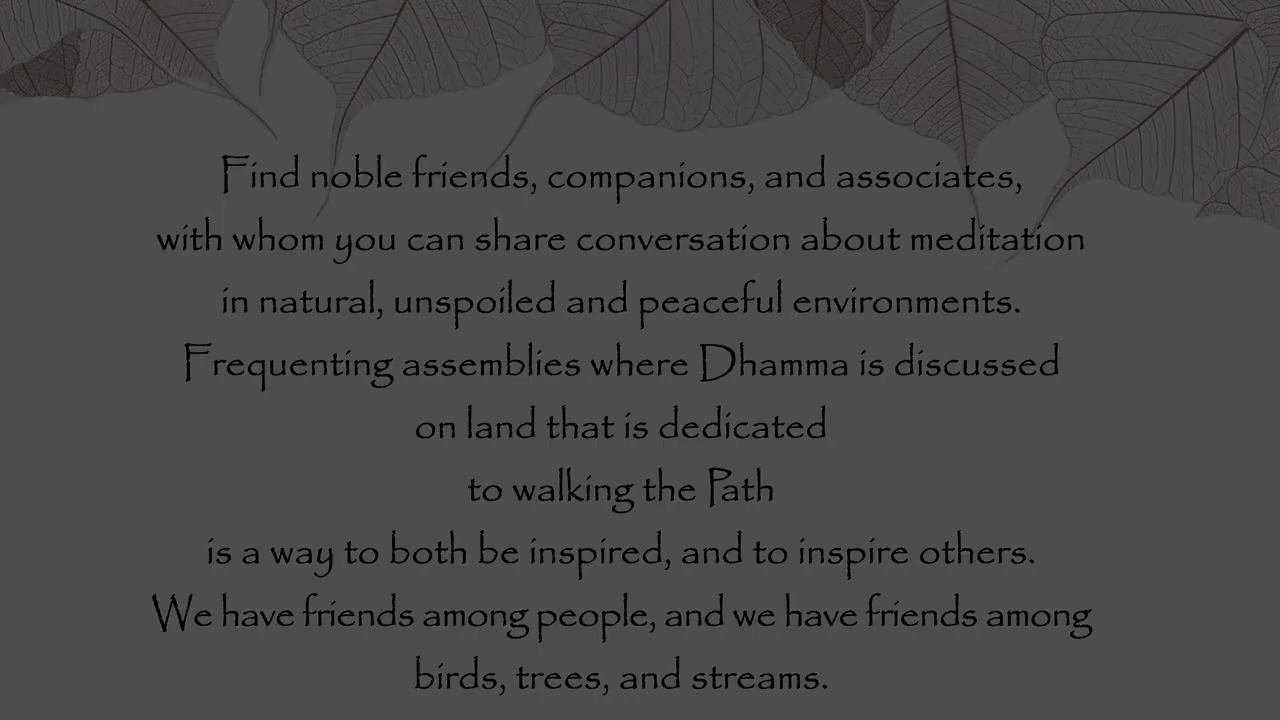 Find noble friends, companions, and associates,
with whom you can share conversation about meditation
in natural, unspoiled and peaceful environments.
Frequenting assemblies where Dhamma is discussed
on land that is dedicated
to walking the Path
is a way to both be inspired, and to inspire others.
We have friends among people, and we have friends among
birds, trees, and streams.